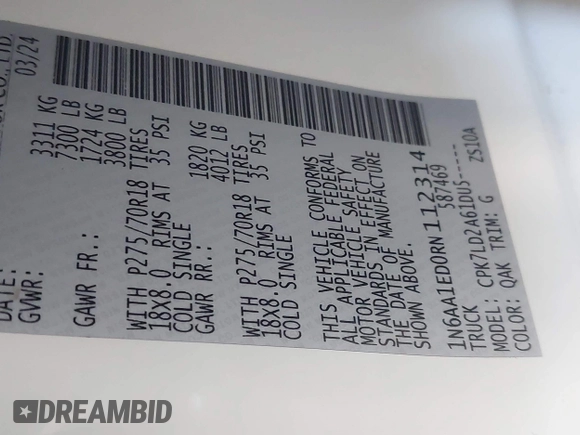 CO., LTD.
DATE: 03/24
GVWR: 3311 KG
7300 LB
GAWR FR.: 1724 KG
3800 LB
WITH P275/70R18 TIRES
18X8.0 RIMS AT 35 PSI
COLD SINGLE
GAWR RR.: 1820 KG
4012 LB
WITH P275/70R18 TIRES
18X8.0 RIMS AT 35 PSI
COLD SINGLE
THIS VEHICLE CONFORMS TO
ALL APPLICABLE FEDERAL
MOTOR VEHICLE SAFETY
STANDARDS IN EFFECT ON
THE DATE OF MANUFACTURE
SHOWN ABOVE.
1N6AA1ED0RN112314
TRUCK 587469
MODEL: CPK7LD2A61DU5-----
COLOR: QAK TRIM: G ZS10A
DREAMBID